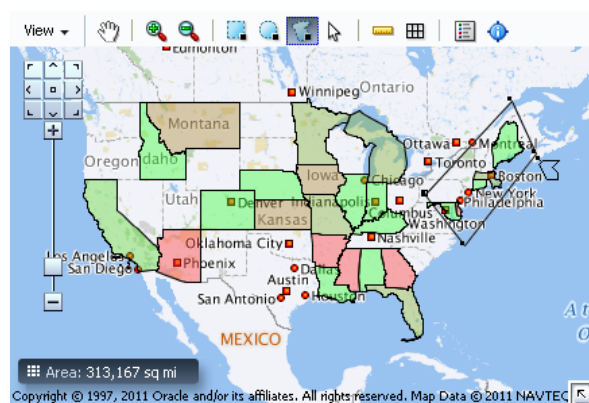 View
Edmonton
Winnipeg
Ontario
Montana
Ottawa
Montreal
Oregon
Idaho
Toronto
Iowa
Chicago
Boston
Utah
Denver
Indianapolis
New York
Philadelphia
Kansas
Columbus
Washington
Oklahoma City
Nashville
Los Angeles
San Diego
Phoenix
Dallas
Austin
San Antonio
Houston
MEXICO
A t
O
Area: 313,167 sq mi
Copyright © 1997, 2011 Oracle and/or its affiliates. All rights reserved. Map Data © 2011 NAVTEC